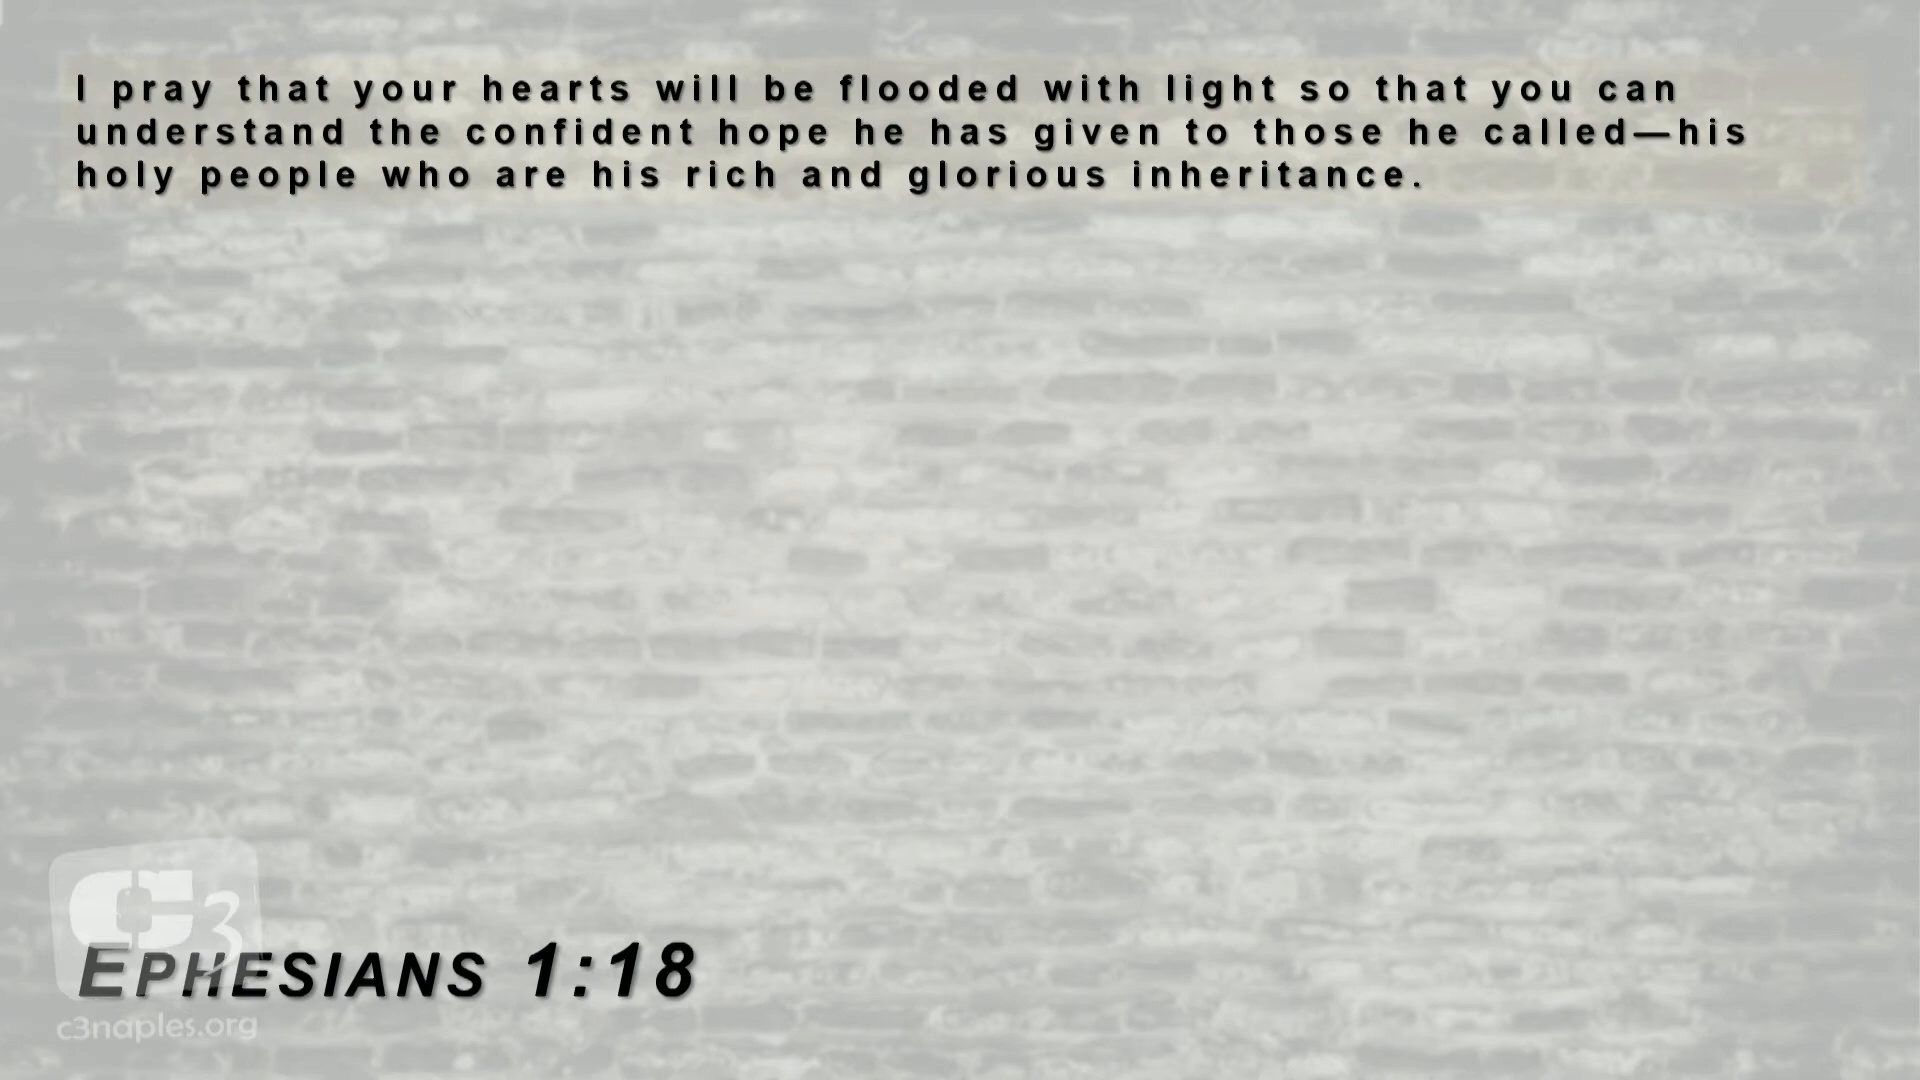 I pray that your hearts will be flooded with light so that you can
understand the confident hope he has given to those he called—his
holy people who are his rich and glorious inheritance.
C3
EPHESIANS 1:18
c3naples.org